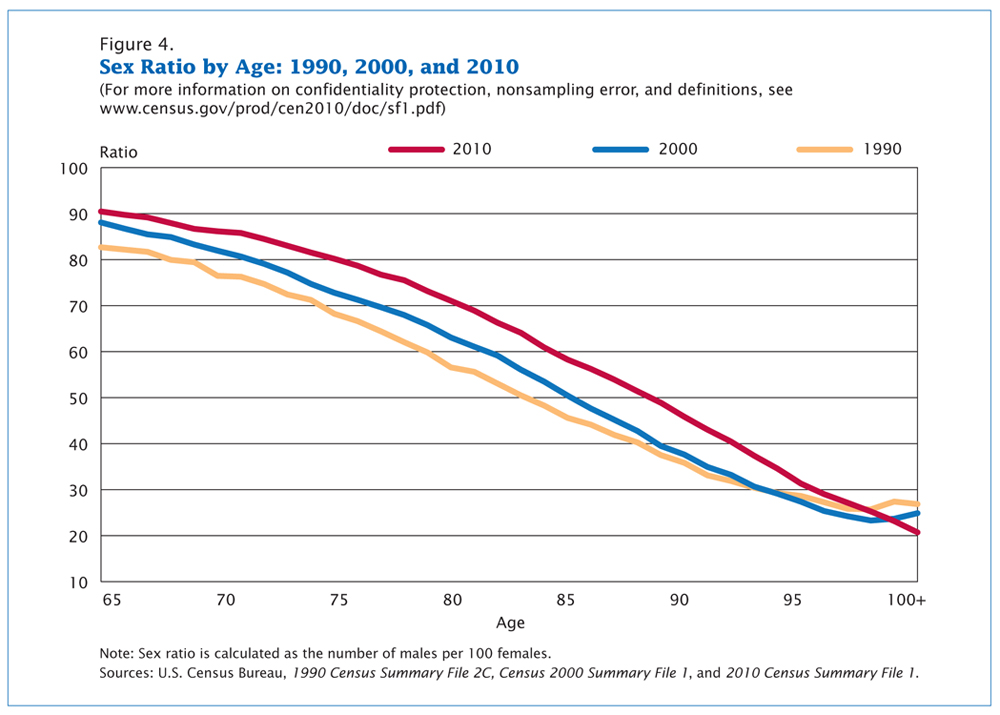 Figure 4.
Sex Ratio by Age: 1990, 2000, and 2010
(For more information on confidentiality protection, nonsampling error, and definitions, see
www.census.gov/prod/cen2010/doc/sf1.pdf)
Ratio
2010 2000 1990
100
90
80
70
60
50
40
30
20
10
65 70 75 80 85 90 95 100+
Age
Note: Sex ratio is calculated as the number of males per 100 females.
Sources: U.S. Census Bureau, 1990 Census Summary File 2C, Census 2000 Summary File 1, and 2010 Census Summary File 1.